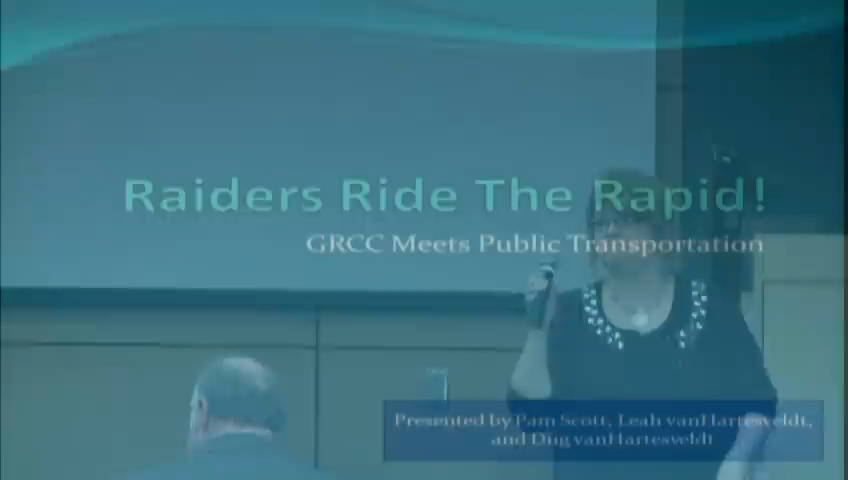 Raiders Ride The Rapid!
GRCC Meets Public Transportation
Presented by Pam Scott, Leah vanHartesveldt,
and Dug vanHartesveldt